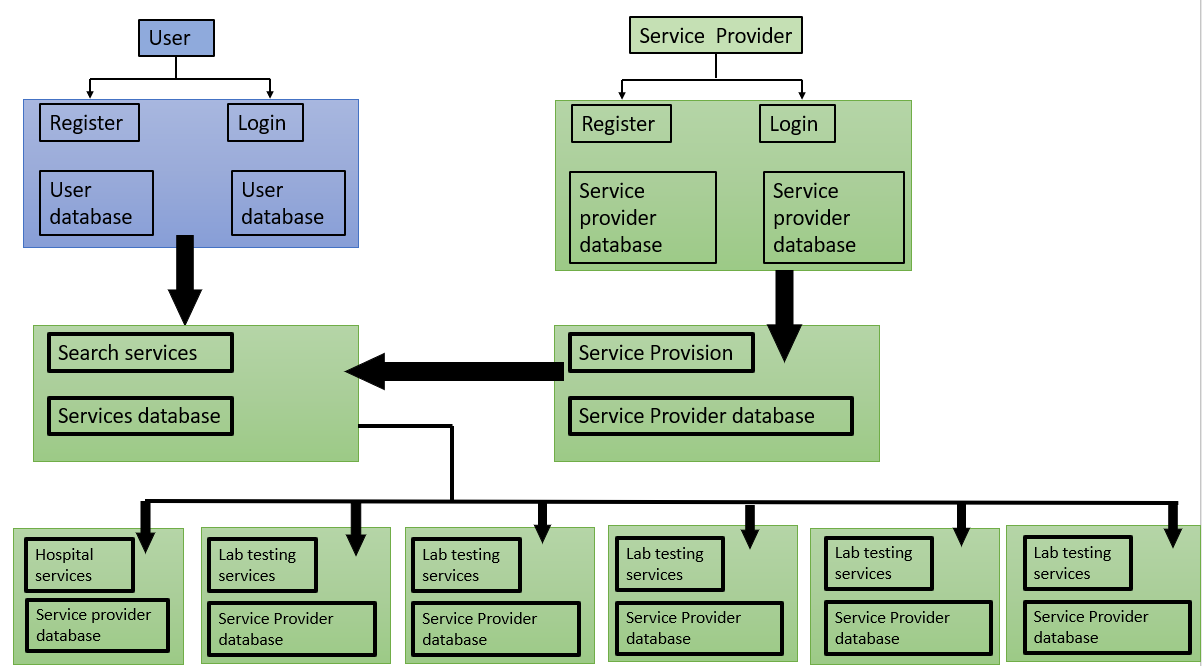 User
Service Provider
Register
Login
Register
Login
User
database
User
database
Service
provider
database
Service
provider
database
Search services
Services database
Service Provision
Service Provider database
Hospital
services
Service provider
database
Lab testing
services
Service Provider
database
Lab testing
services
Service Provider
database
Lab testing
services
Service Provider
database
Lab testing
services
Service Provider
database
Lab testing
services
Service Provider
database